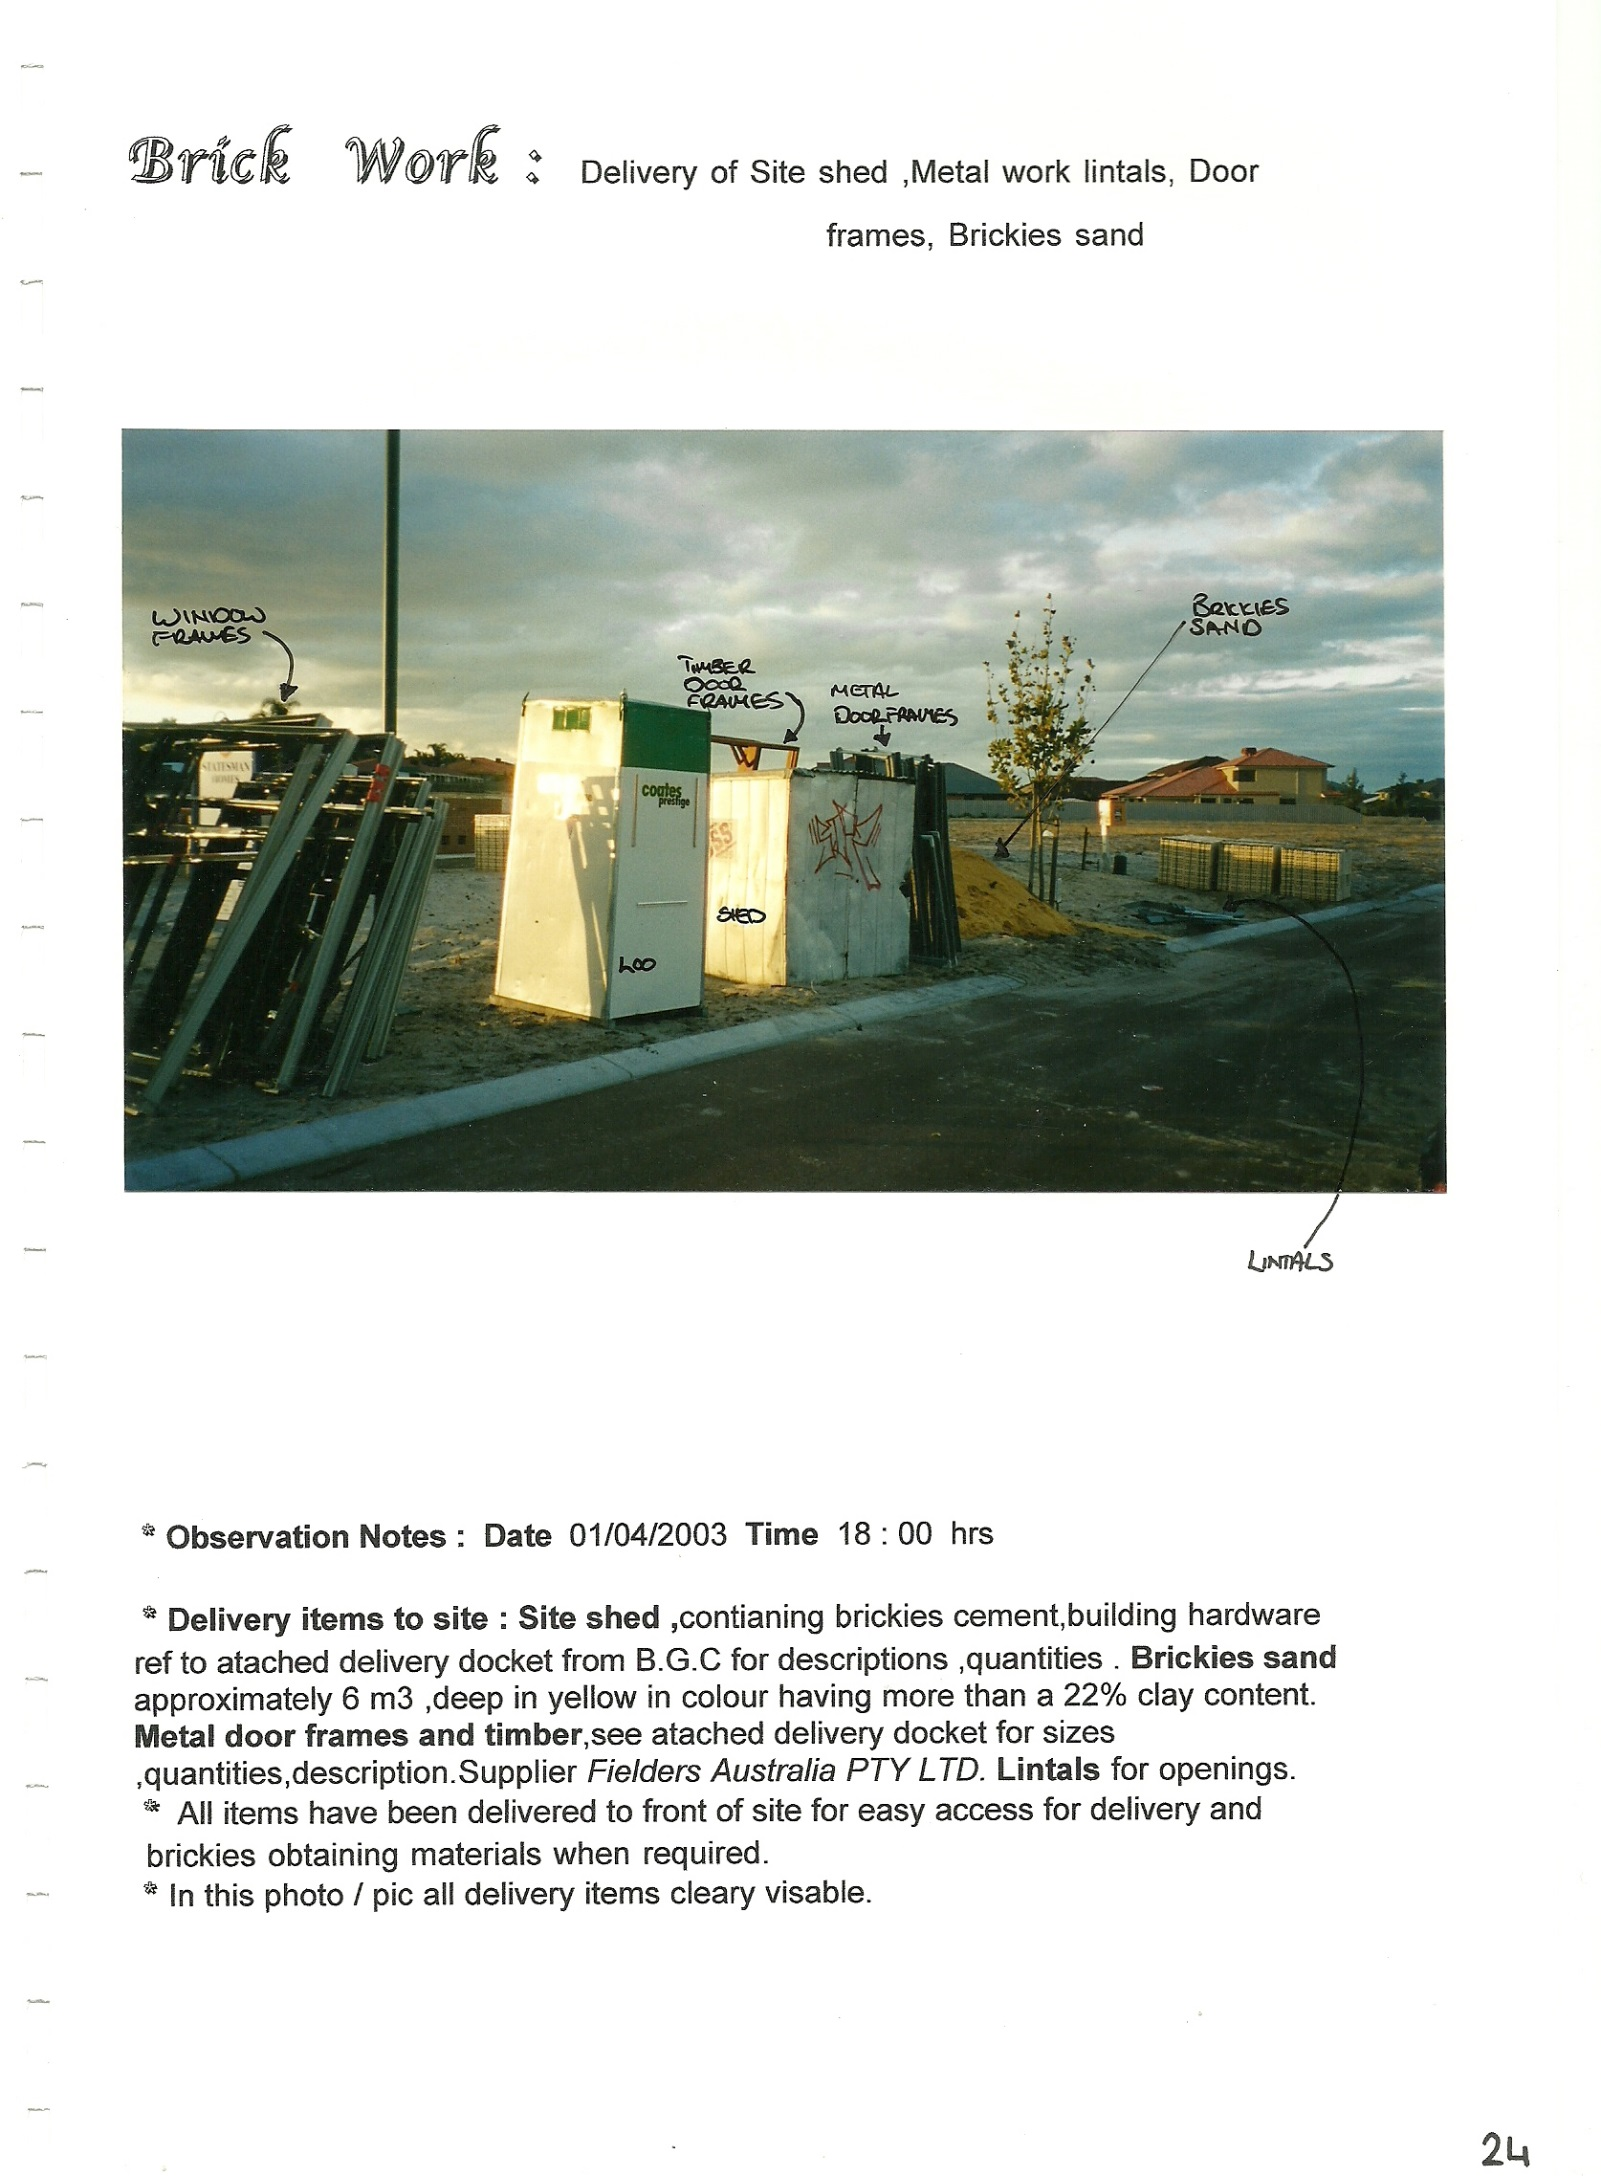 Brick Work : Delivery of Site shed ,Metal work lintals, Door
frames, Brickies sand
WINDOW
FRAMES
TIMBER
DOOR
FRAMES
METAL
DOORFRAMES
BRICKIES
SAND
STATESMAN
HOMES
coates
prestige
SHED
LOO
LINTALS
* Observation Notes : Date 01/04/2003 Time 18 : 00 hrs
* Delivery items to site : Site shed ,contianing brickies cement,building hardware
ref to atached delivery docket from B.G.C for descriptions ,quantities . Brickies sand
approximately 6 m3 ,deep in yellow in colour having more than a 22% clay content.
Metal door frames and timber,see atached delivery docket for sizes
,quantities,description.Supplier Fielders Australia PTY LTD. Lintals for openings.
* All items have been delivered to front of site for easy access for delivery and
brickies obtaining materials when required.
* In this photo / pic all delivery items cleary visable.
24